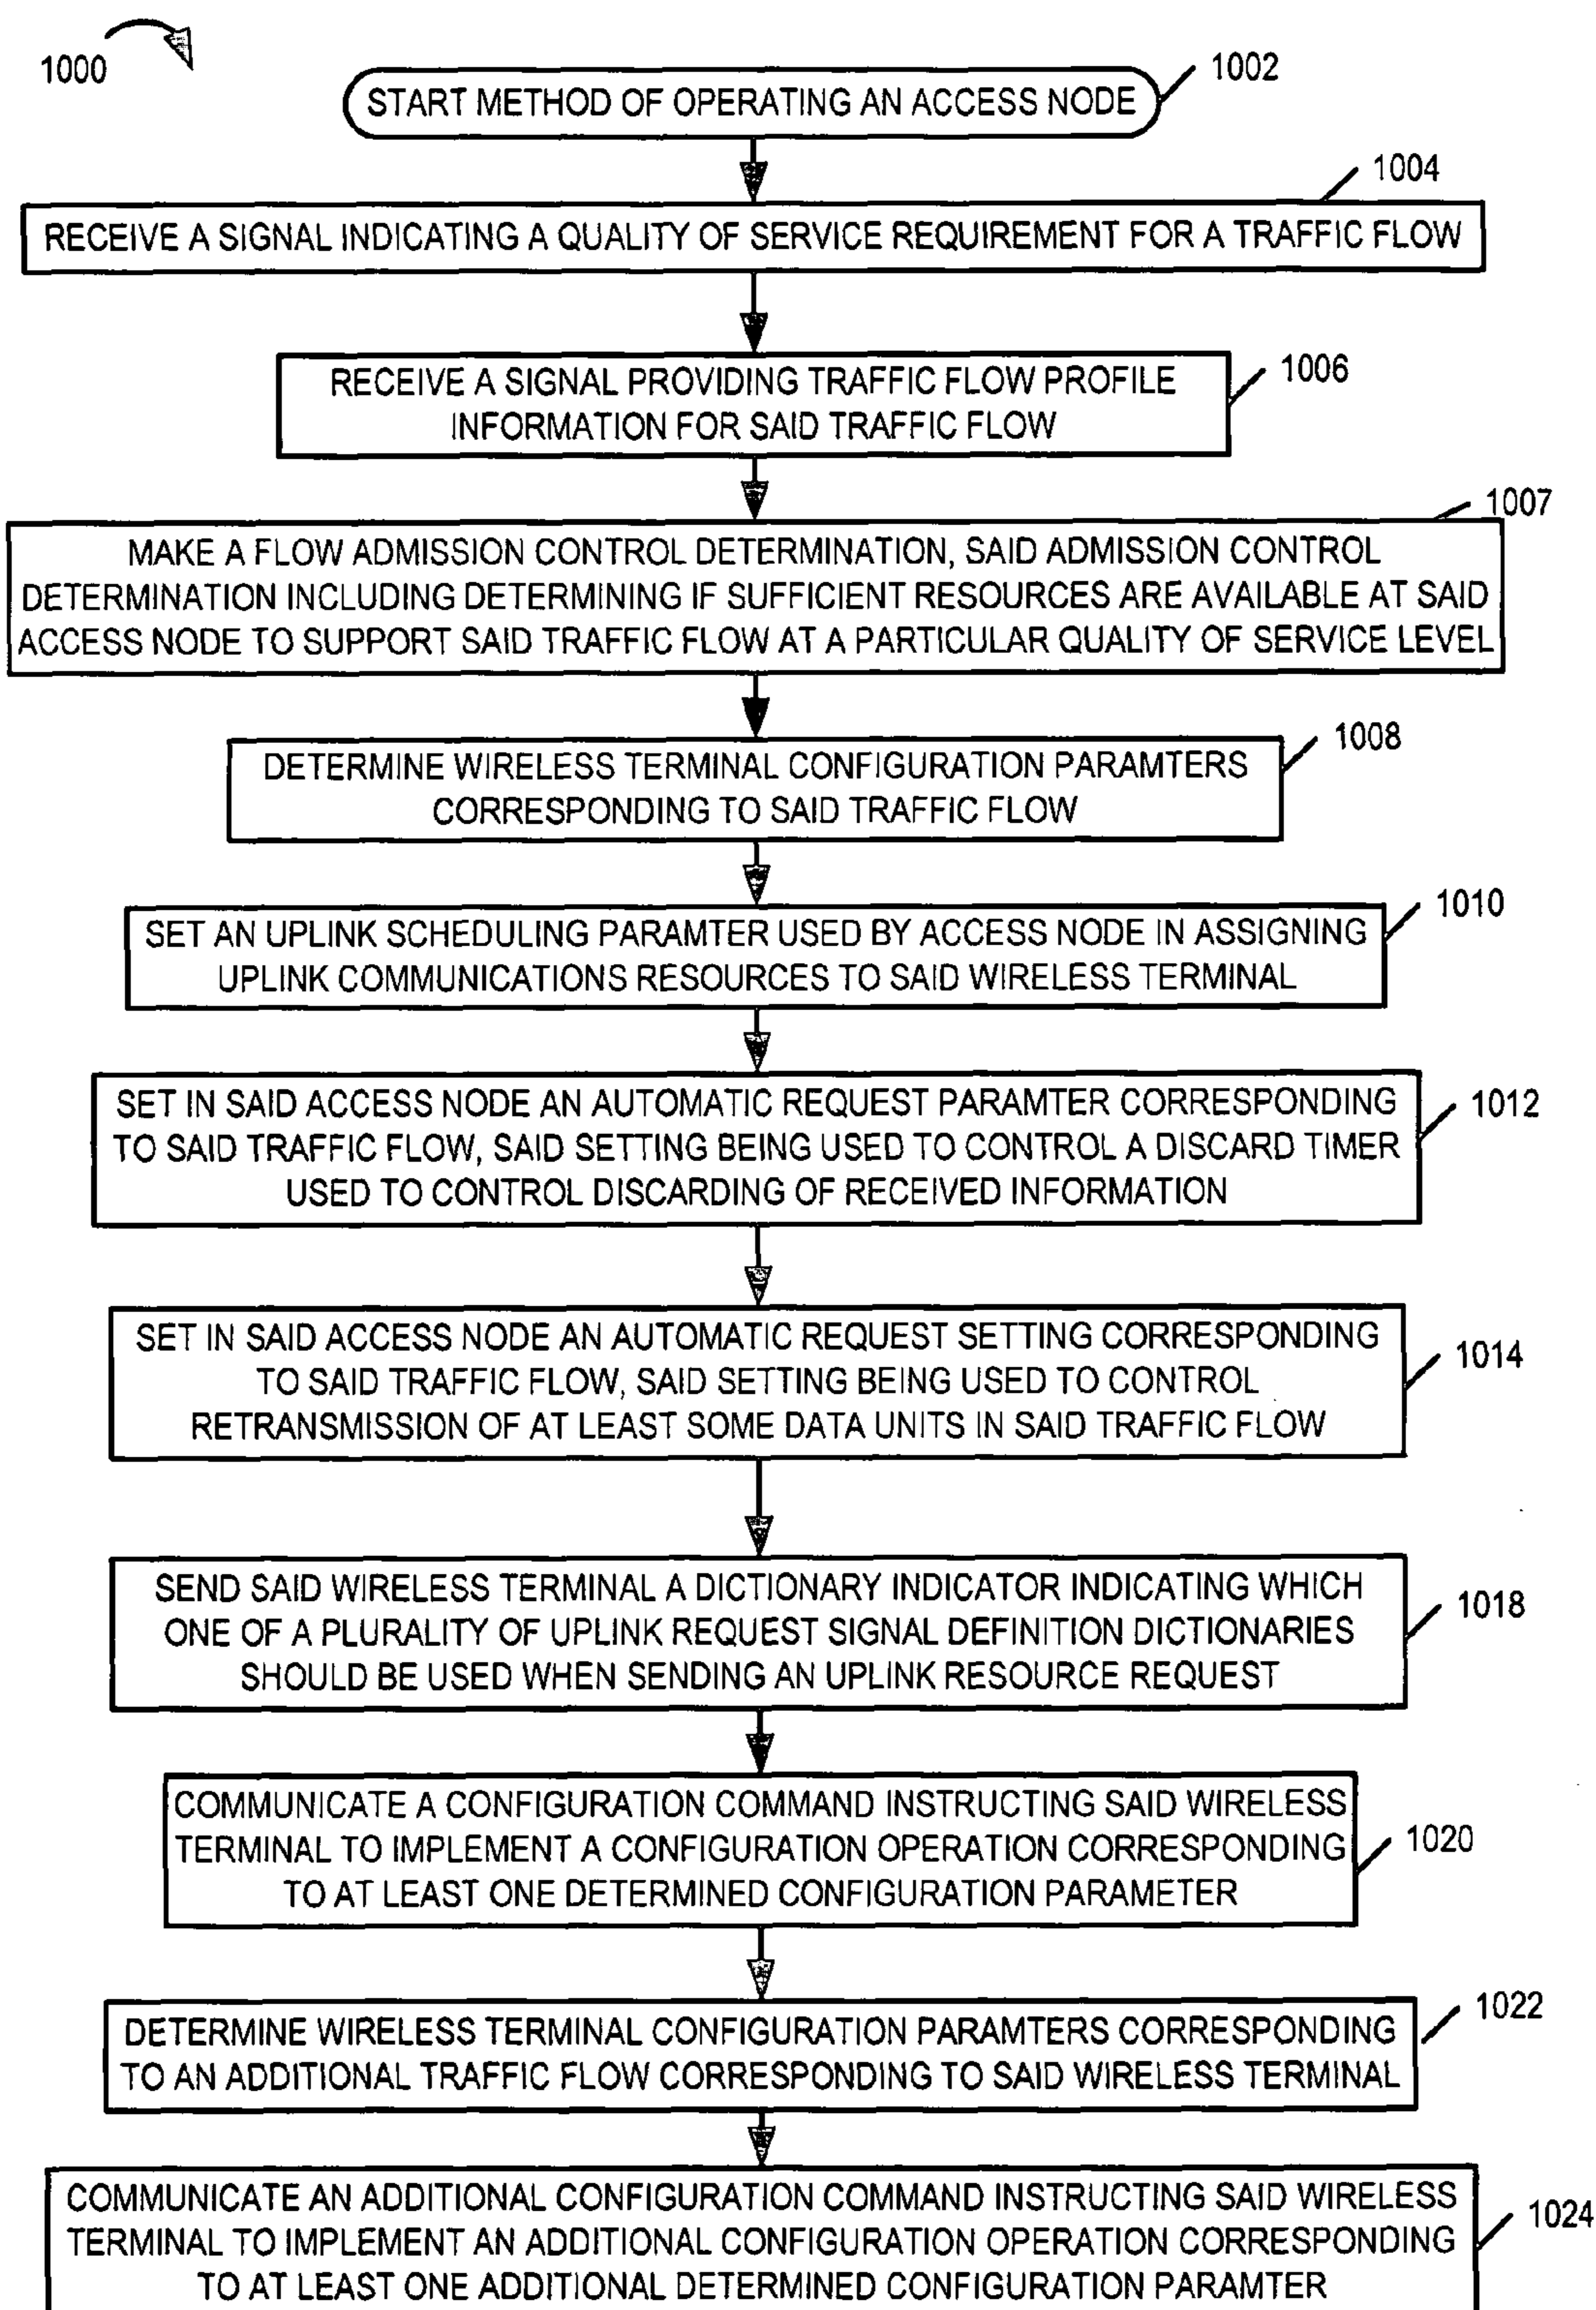 1000
START METHOD OF OPERATING AN ACCESS NODE
1002
1004
RECEIVE A SIGNAL INDICATING A QUALITY OF SERVICE REQUIREMENT FOR A TRAFFIC FLOW
RECEIVE A SIGNAL PROVIDING TRAFFIC FLOW PROFILE
INFORMATION FOR SAID TRAFFIC FLOW
1006
1007
MAKE A FLOW ADMISSION CONTROL DETERMINATION, SAID ADMISSION CONTROL
DETERMINATION INCLUDING DETERMINING IF SUFFICIENT RESOURCES ARE AVAILABLE AT SAID
ACCESS NODE TO SUPPORT SAID TRAFFIC FLOW AT A PARTICULAR QUALITY OF SERVICE LEVEL
1008
DETERMINE WIRELESS TERMINAL CONFIGURATION PARAMTERS
CORRESPONDING TO SAID TRAFFIC FLOW
1010
SET AN UPLINK SCHEDULING PARAMTER USED BY ACCESS NODE IN ASSIGNING
UPLINK COMMUNICATIONS RESOURCES TO SAID WIRELESS TERMINAL
SET IN SAID ACCESS NODE AN AUTOMATIC REQUEST PARAMTER CORRESPONDING
TO SAID TRAFFIC FLOW, SAID SETTING BEING USED TO CONTROL A DISCARD TIMER
USED TO CONTROL DISCARDING OF RECEIVED INFORMATION
1012
SET IN SAID ACCESS NODE AN AUTOMATIC REQUEST SETTING CORRESPONDING
TO SAID TRAFFIC FLOW, SAID SETTING BEING USED TO CONTROL
RETRANSMISSION OF AT LEAST SOME DATA UNITS IN SAID TRAFFIC FLOW
1014
SEND SAID WIRELESS TERMINAL A DICTIONARY INDICATOR INDICATING WHICH
ONE OF A PLURALITY OF UPLINK REQUEST SIGNAL DEFINITION DICTIONARIES
SHOULD BE USED WHEN SENDING AN UPLINK RESOURCE REQUEST
1018
COMMUNICATE A CONFIGURATION COMMAND INSTRUCTING SAID WIRELESS
TERMINAL TO IMPLEMENT A CONFIGURATION OPERATION CORRESPONDING
TO AT LEAST ONE DETERMINED CONFIGURATION PARAMETER
1020
1022
DETERMINE WIRELESS TERMINAL CONFIGURATION PARAMTERS CORRESPONDING
TO AN ADDITIONAL TRAFFIC FLOW CORRESPONDING TO SAID WIRELESS TERMINAL
COMMUNICATE AN ADDITIONAL CONFIGURATION COMMAND INSTRUCTING SAID WIRELESS
TERMINAL TO IMPLEMENT AN ADDITIONAL CONFIGURATION OPERATION CORRESPONDING
TO AT LEAST ONE ADDITIONAL DETERMINED CONFIGURATION PARAMTER
1024